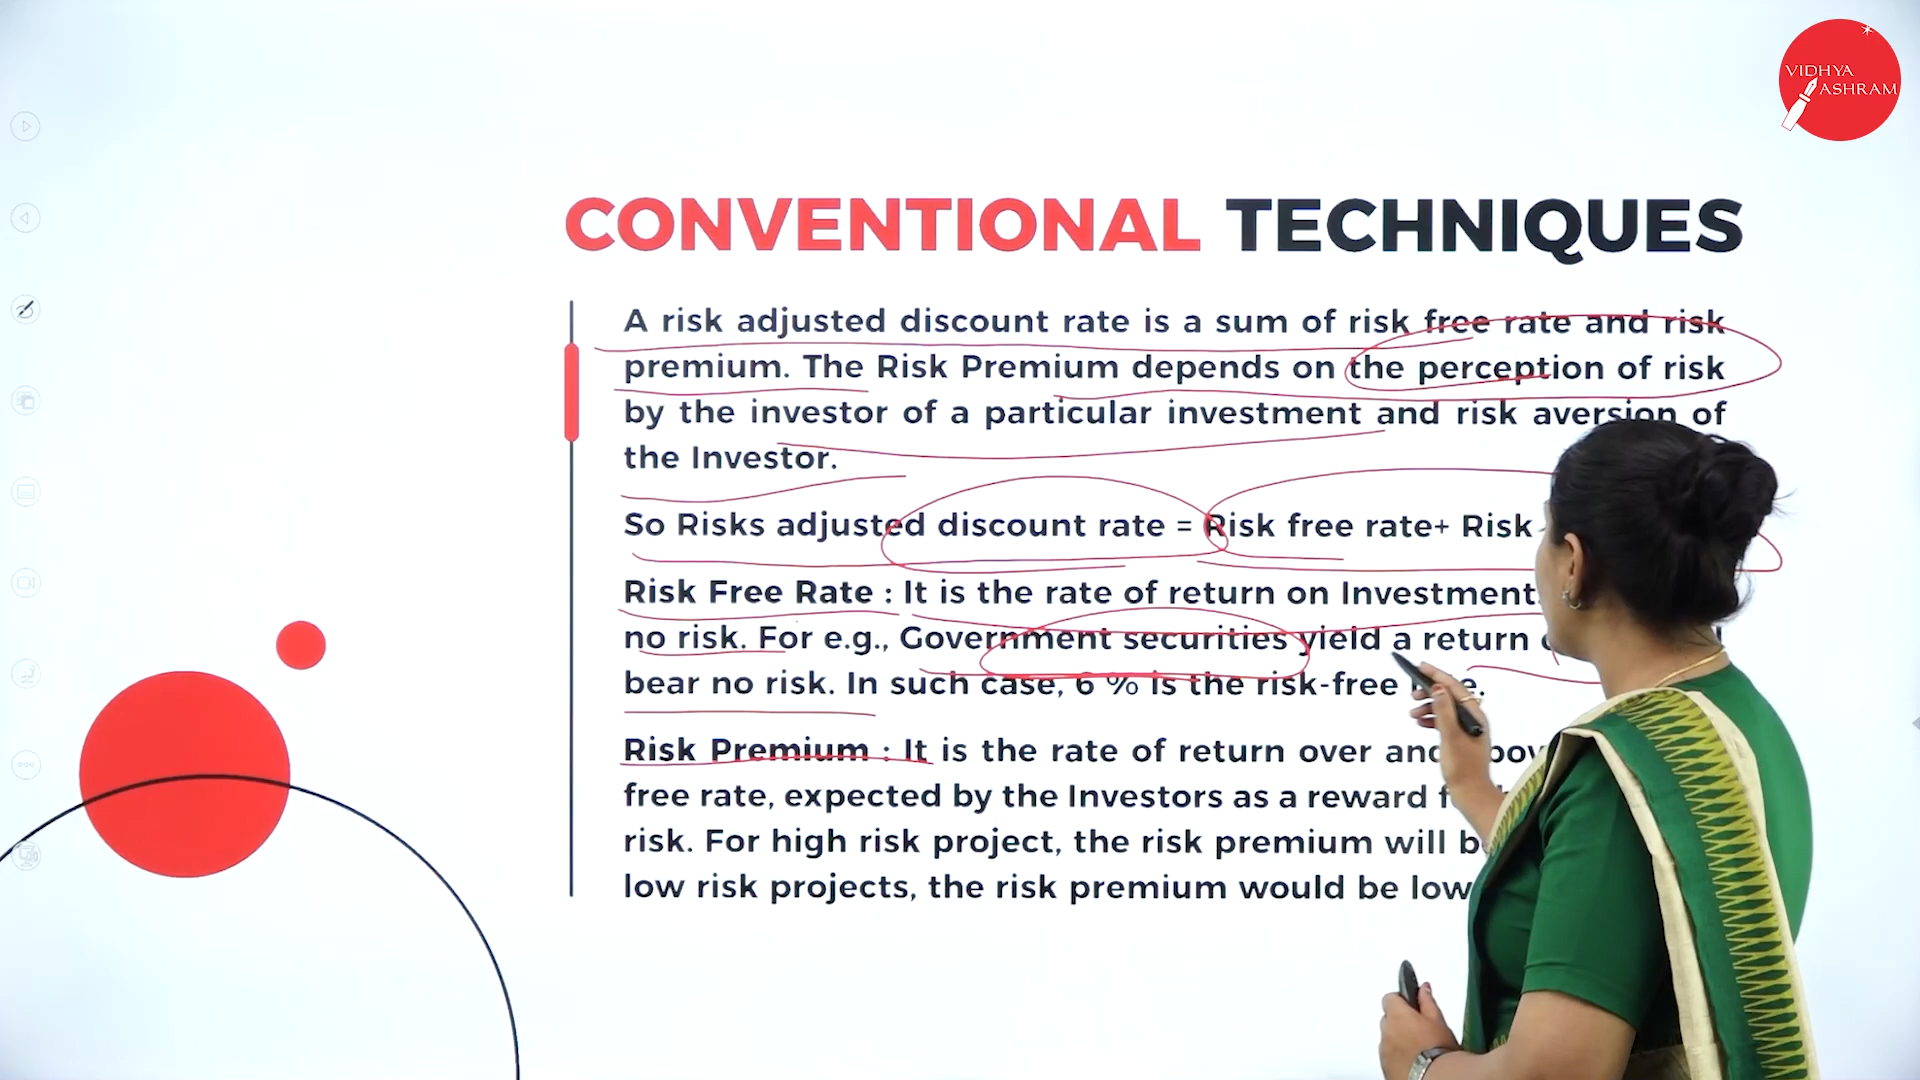 VIDHYA
ASHRAM
CONVENTIONAL TECHNIQUES
A risk adjusted discount rate is a sum of risk free rate and risk
premium. The Risk Premium depends on the perception of risk
by the investor of a particular investment and risk aversion of
the Investor.
So Risks adjusted discount rate = Risk free rate+ Risk
Risk Free Rate : It is the rate of return on Investments
no risk. For e.g., Government securities yield a return
bear no risk. In such case, 6 % is the risk-free
Risk Premium : It is the rate of return over and
free rate, expected by the Investors as a reward
risk. For high risk project, the risk premium will
low risk projects, the risk premium would be low